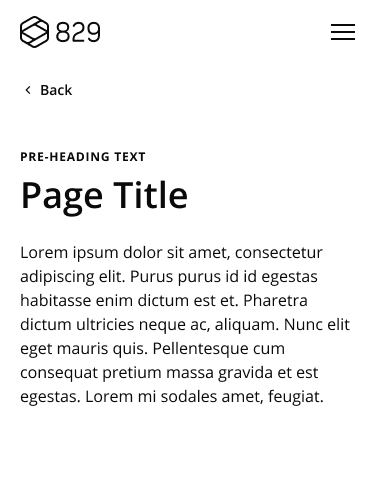 829
Back
PRE-HEADING TEXT
Page Title
Lorem ipsum dolor sit amet, consectetur
adipiscing elit. Purus purus id id egestas
habitasse enim dictum est et. Pharetra
dictum ultricies neque ac, aliquam. Nunc elit
eget mauris quis. Pellentesque cum
consequat pretium massa gravida et est
egestas. Lorem mi sodales amet, feugiat.